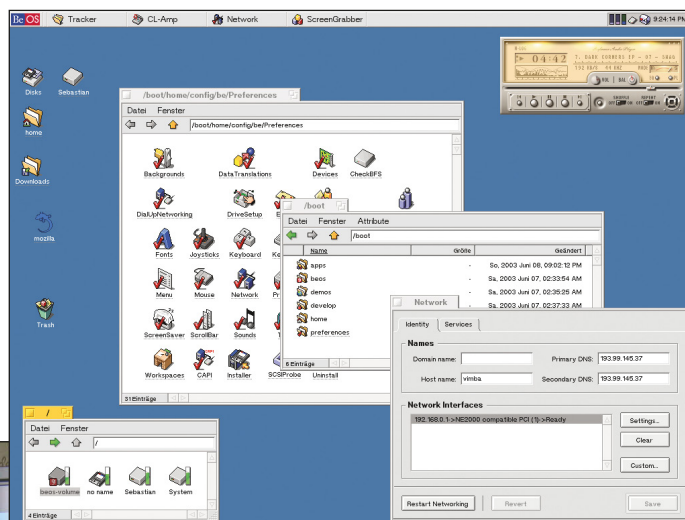 Be OS Tracker CL-Amp Network ScreenGrabber 9:24:14 PM
Disks
Sebastian
home
Downloads
mozilla
Trash
04:42
VOL BAL
SHUFFLE REPEAT
/boot/home/config/be/Preferences
Datei Fenster
/boot/home/config/be/Preferences
Backgrounds DataTranslations Devices CheckBFS
DialUpNetworking DriveSetup
Fonts Joysticks Keyboard
Menu Mouse Network
ScreenSaver ScrollBar Sounds
Workspaces CAPI Installer SCSIProbe Uninstall
31 Einträge
/boot
Datei Fenster Attribute
/boot
Name Größe Geändert
apps - So, 2003 Juni 08, 09:02:12 PM
beos - Sa, 2003 Juni 07, 02:33:54 AM
demos - Sa, 2003 Juni 07, 02:35:25 AM
develop - Sa, 2003 Juni 07, 02:37:33 AM
home
preferences
6 Einträge
Network
Identity Services
Names
Domain name: Primary DNS: 193.99.145.37
Host name: vimba Secondary DNS: 193.99.145.37
Network Interfaces
192.168.0.1->NE2000 compatible PCI (1)->Ready
Settings...
Clear
Custom...
Restart Networking Revert Save
/
Datei Fenster
/
beos-volume no name Sebastian System
4 Einträge